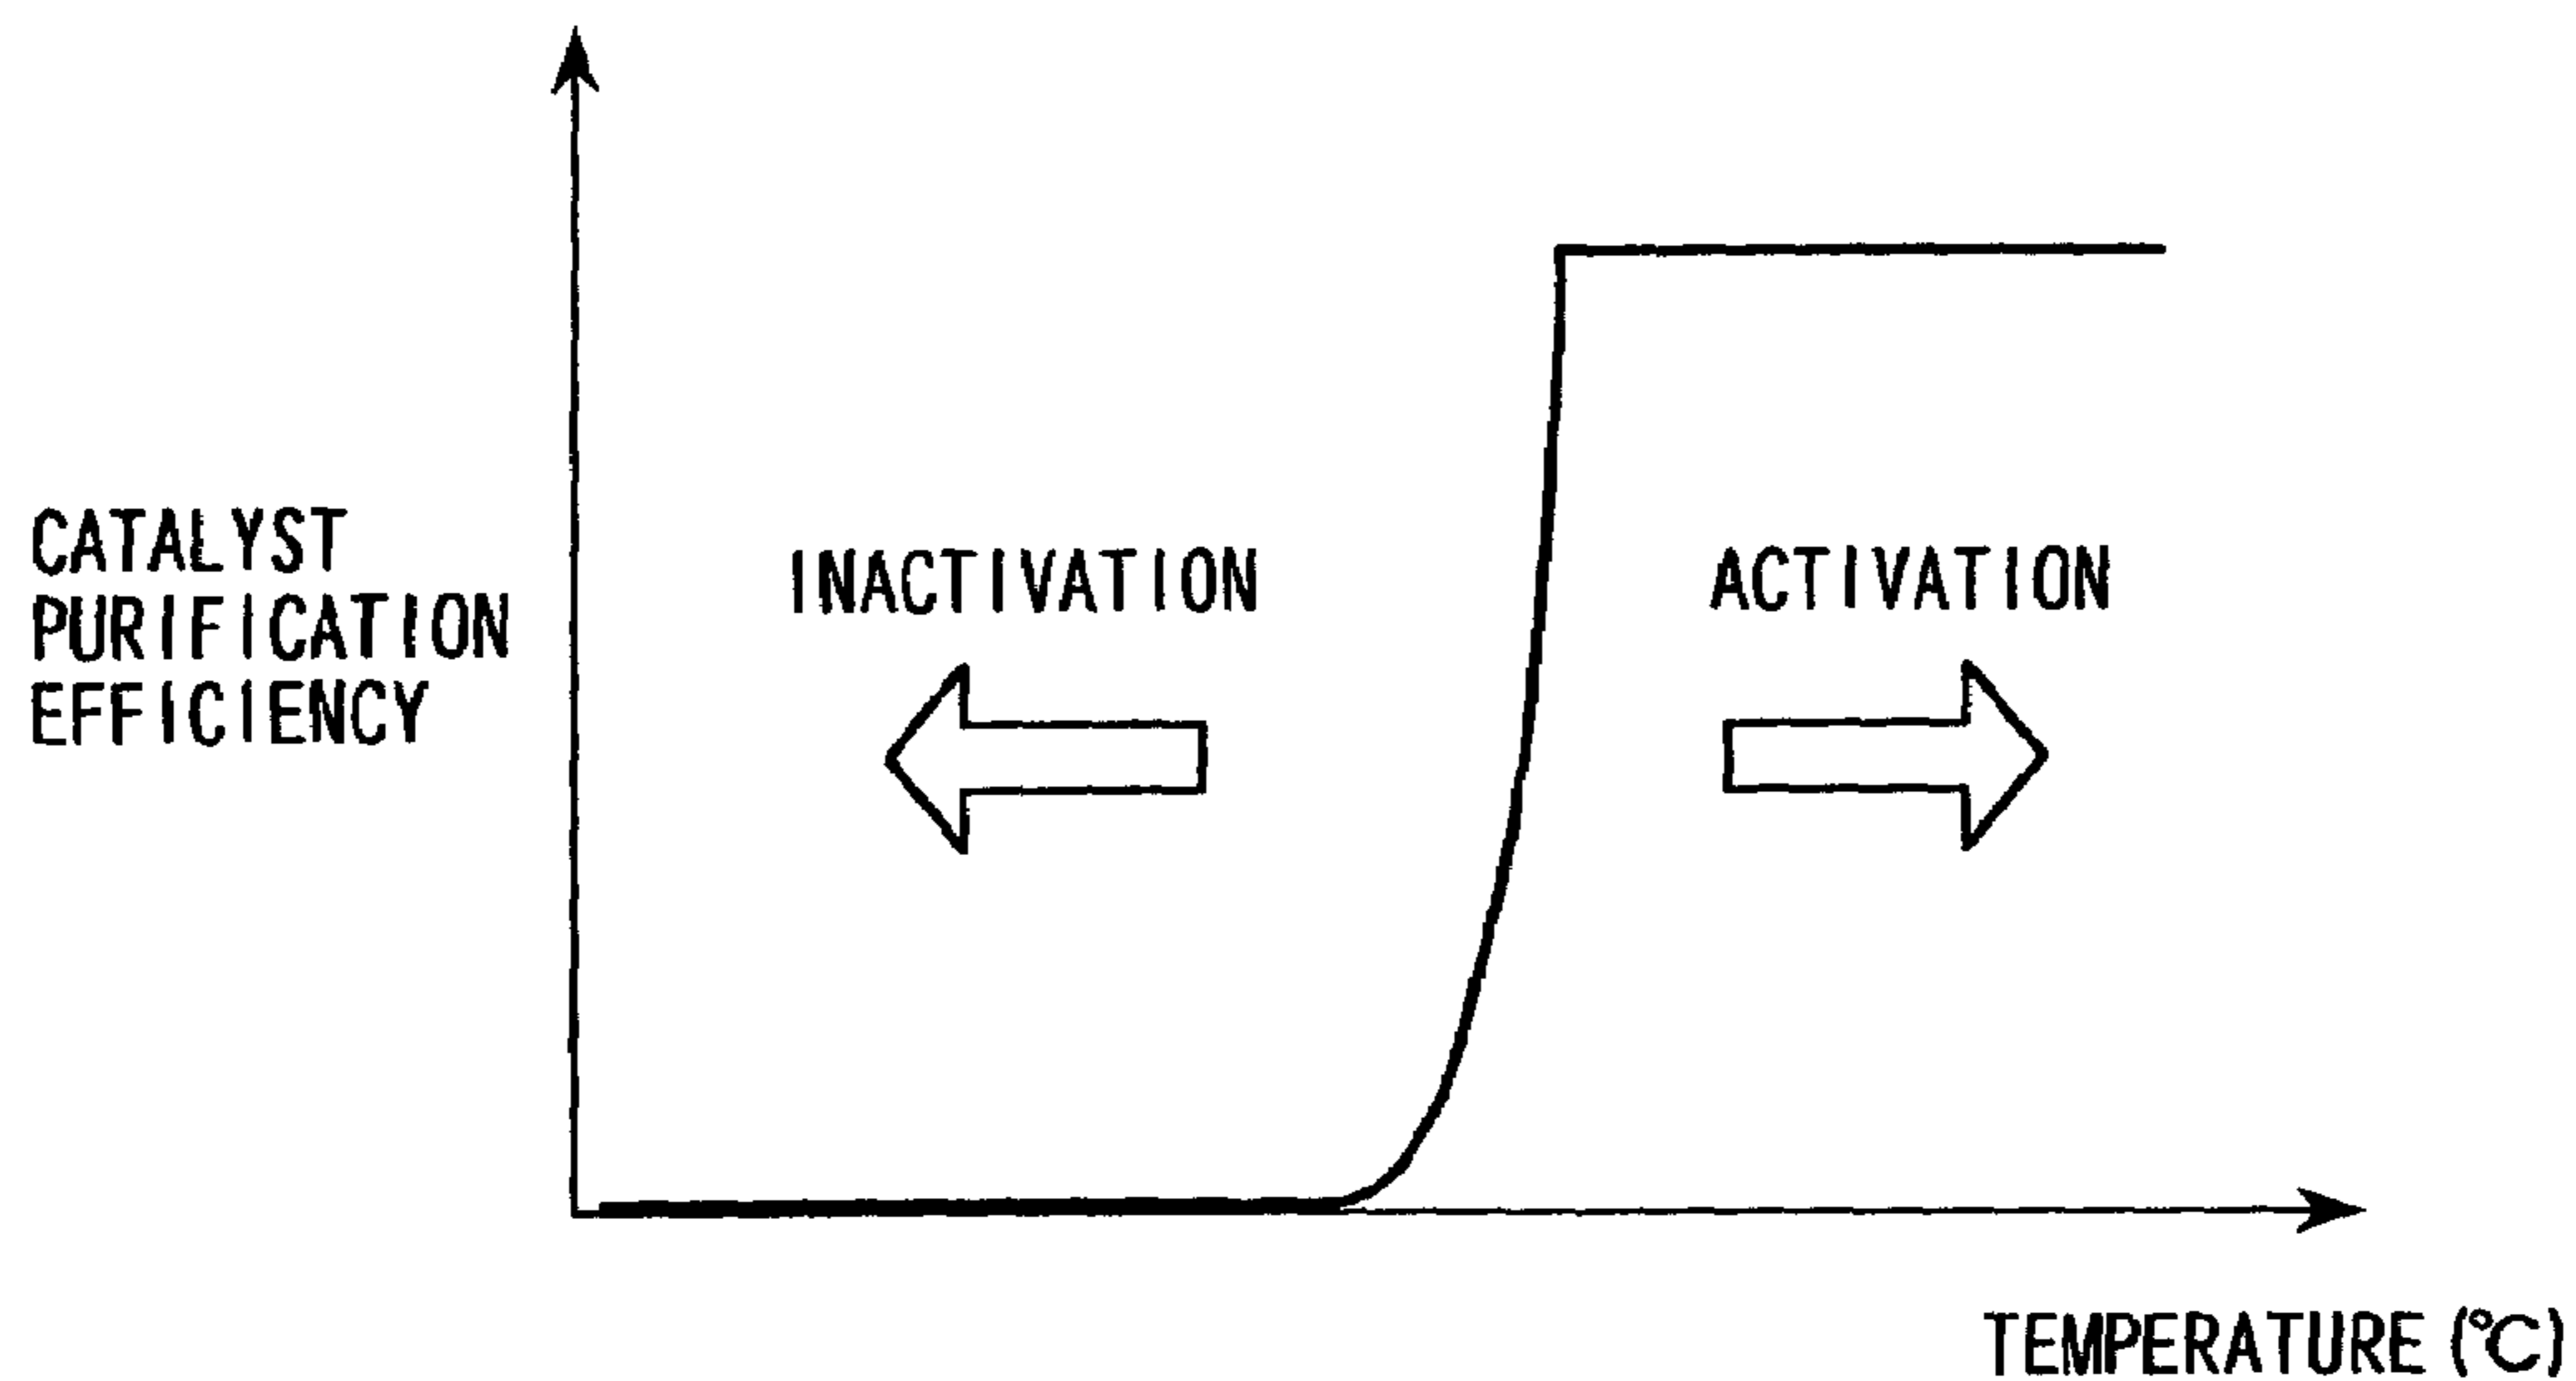 CATALYST
PURIFICATION
EFFICIENCY
INACTIVATION
ACTIVATION
TEMPERATURE (℃)